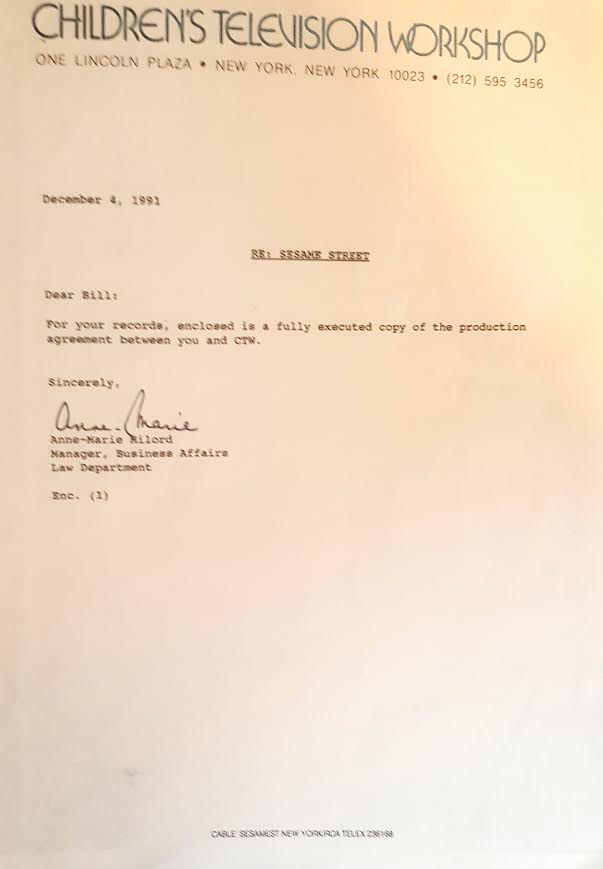 CHILDREN'S TELEVISION WORKSHOP
ONE LINCOLN PLAZA • NEW YORK, NEW YORK 10023 • (212) 595 3456
December 4, 1991
RE: SESAME STREET
Dear Bill:
For your records, enclosed is a fully executed copy of the production
agreement between you and CTW.
Sincerely,
Anne-Marie
Anne-Marie Milord
Manager, Business Affairs
Law Department
Enc. (1)
CABLE SESAMEST NEW YORK/RCA TELEX